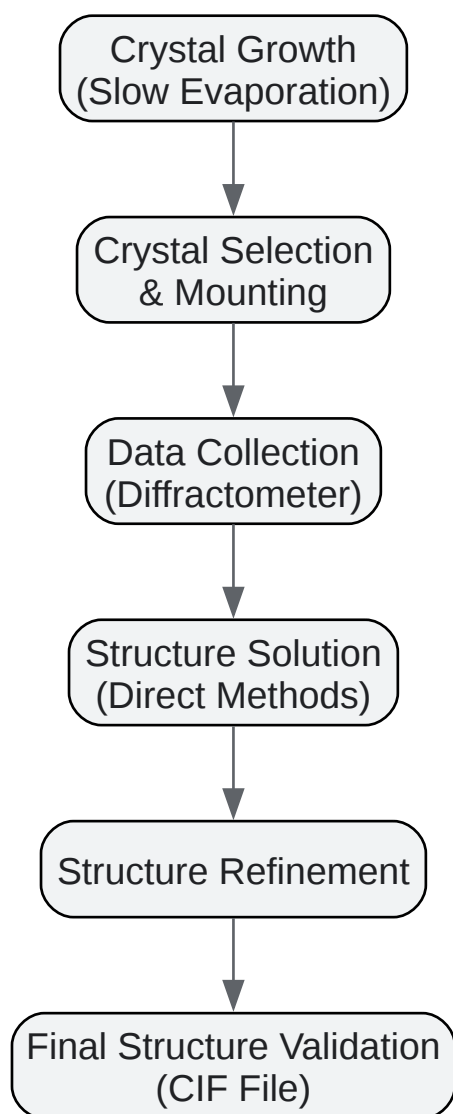 Crystal Growth
(Slow Evaporation)
Crystal Selection
& Mounting
Data Collection
(Diffractometer)
Structure Solution
(Direct Methods)
Structure Refinement
Final Structure Validation
(CIF File)